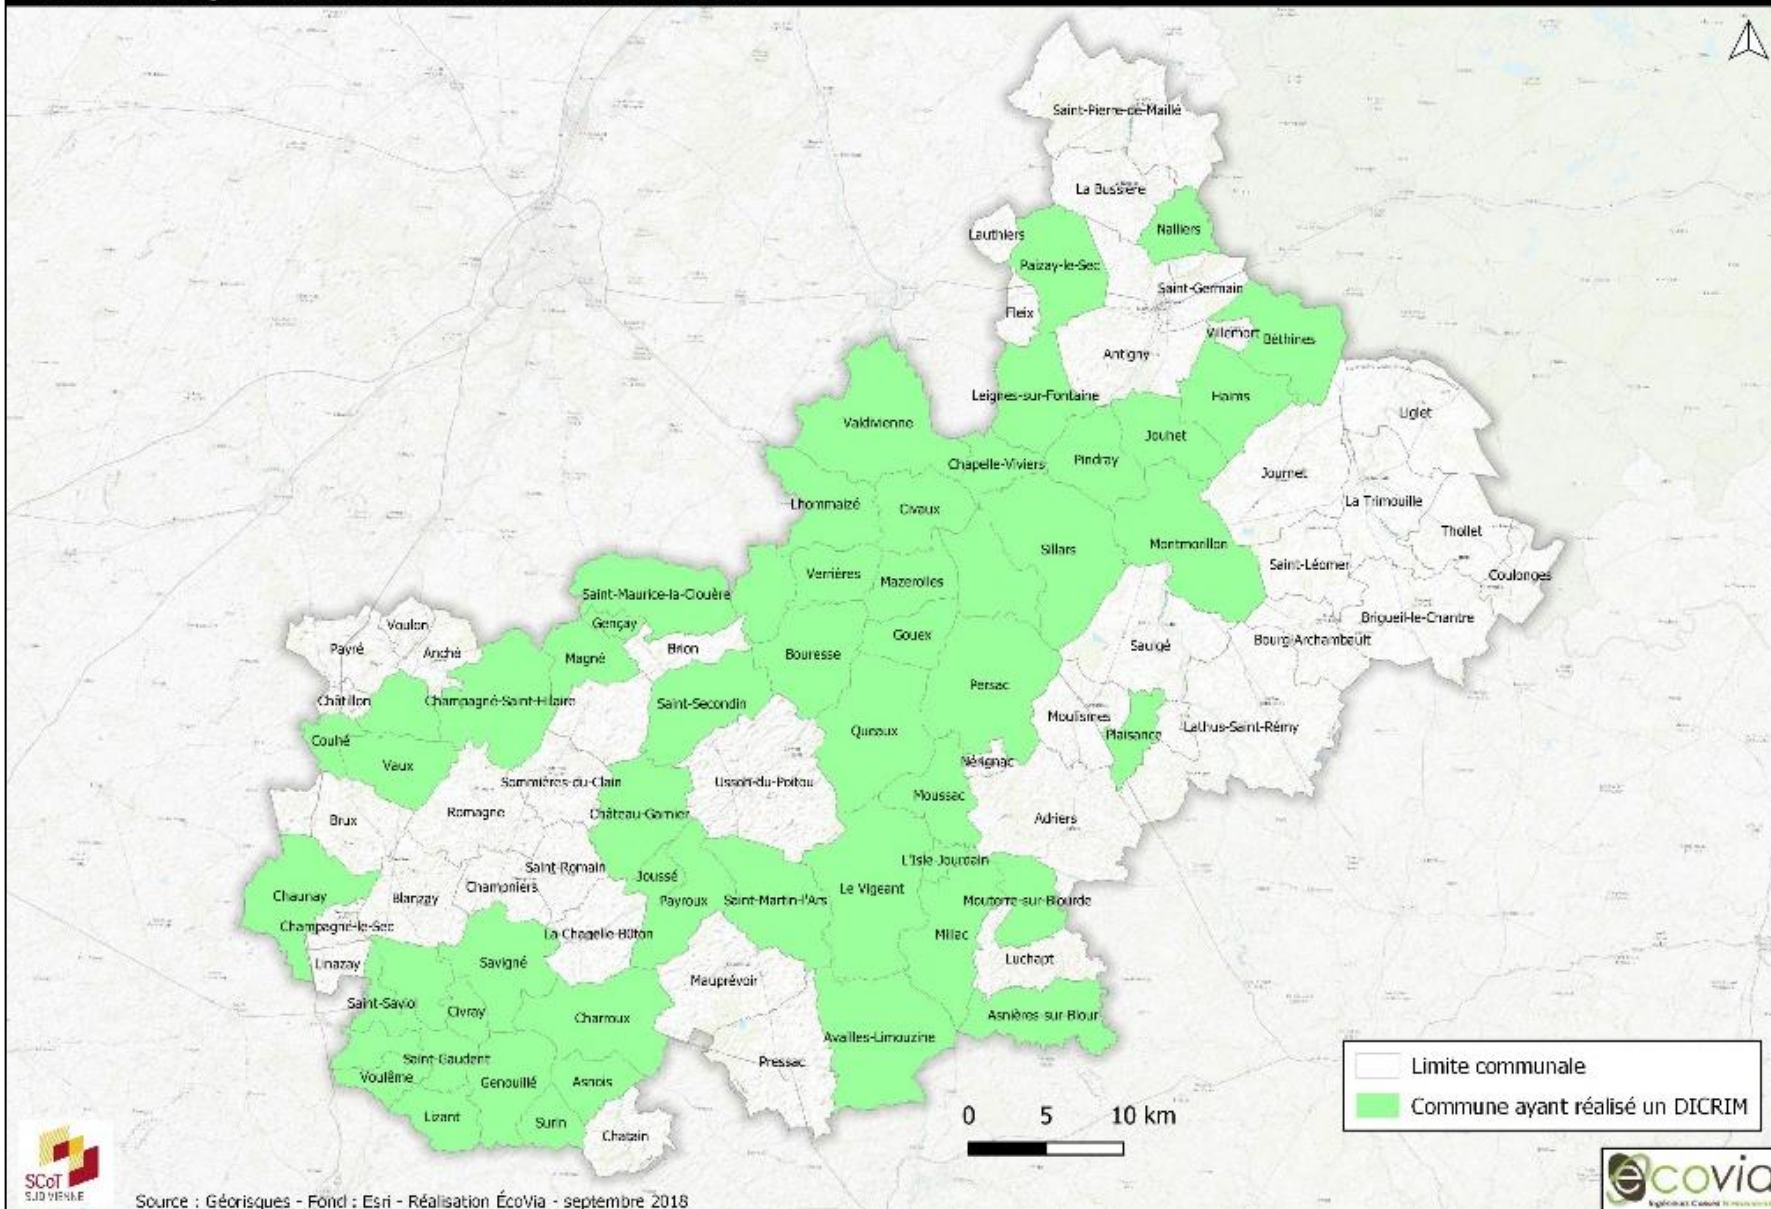 Saint-Pierre-de-Maillé
La Bussière
Nalliers
Lauthiers
Paizay-le-Sec
Saint-Germain
Fleix
Villemort
Béthines
Antigny
Leignes-sur-Fontaine
Haims
Liglet
Valdivienne
Jouhet
Chapelle-Viviers
Pindray
Journet
La Trimouille
Lhommaizé
Civaux
Thollet
Sillars
Montmorillon
Saint-Léomer
Coulonges
Verrières
Mazerolles
Saint-Maurice-la-Clouère
Brigueil-le-Chantre
Gençay
Voulon
Gouex
Bourg-Archambault
Payré
Anché
Brion
Saulgé
Magné
Bouresse
Persac
Châtillon
Champagné-Saint-Hilaire
Saint-Secondin
Moulismes
Lathus-Saint-Rémy
Couhé
Queaux
Plaisance
Vaux
Nérignac
Sommières-du-Clain
Usson-du-Poitou
Moussac
Brux
Romagne
Château-Garnier
Adriers
Saint-Romain
L'Isle-Jourdain
Joussé
Champniers
Le Vigeant
Chaunay
Blanzay
Payroux
Saint-Martin-l'Ars
Mouterre-sur-Blourde
Champagné-le-Sec
La Chapelle-Bâton
Millac
Linazay
Savigné
Luchapt
Mauprévoir
Saint-Saviol
Civray
Charroux
Asnières-sur-Blour
Availles-Limouzine
Saint-Gaudent
Pressac
Voulême
Genouillé
Asnois
Lizant
Surin
Chatain
0 5 10 km
Limite communale
Commune ayant réalisé un DICRIM
SCoT
SUD VIENNE
Source : Géorisques - Fond : Esri - Réalisation ÉcoVia - septembre 2018
écovia